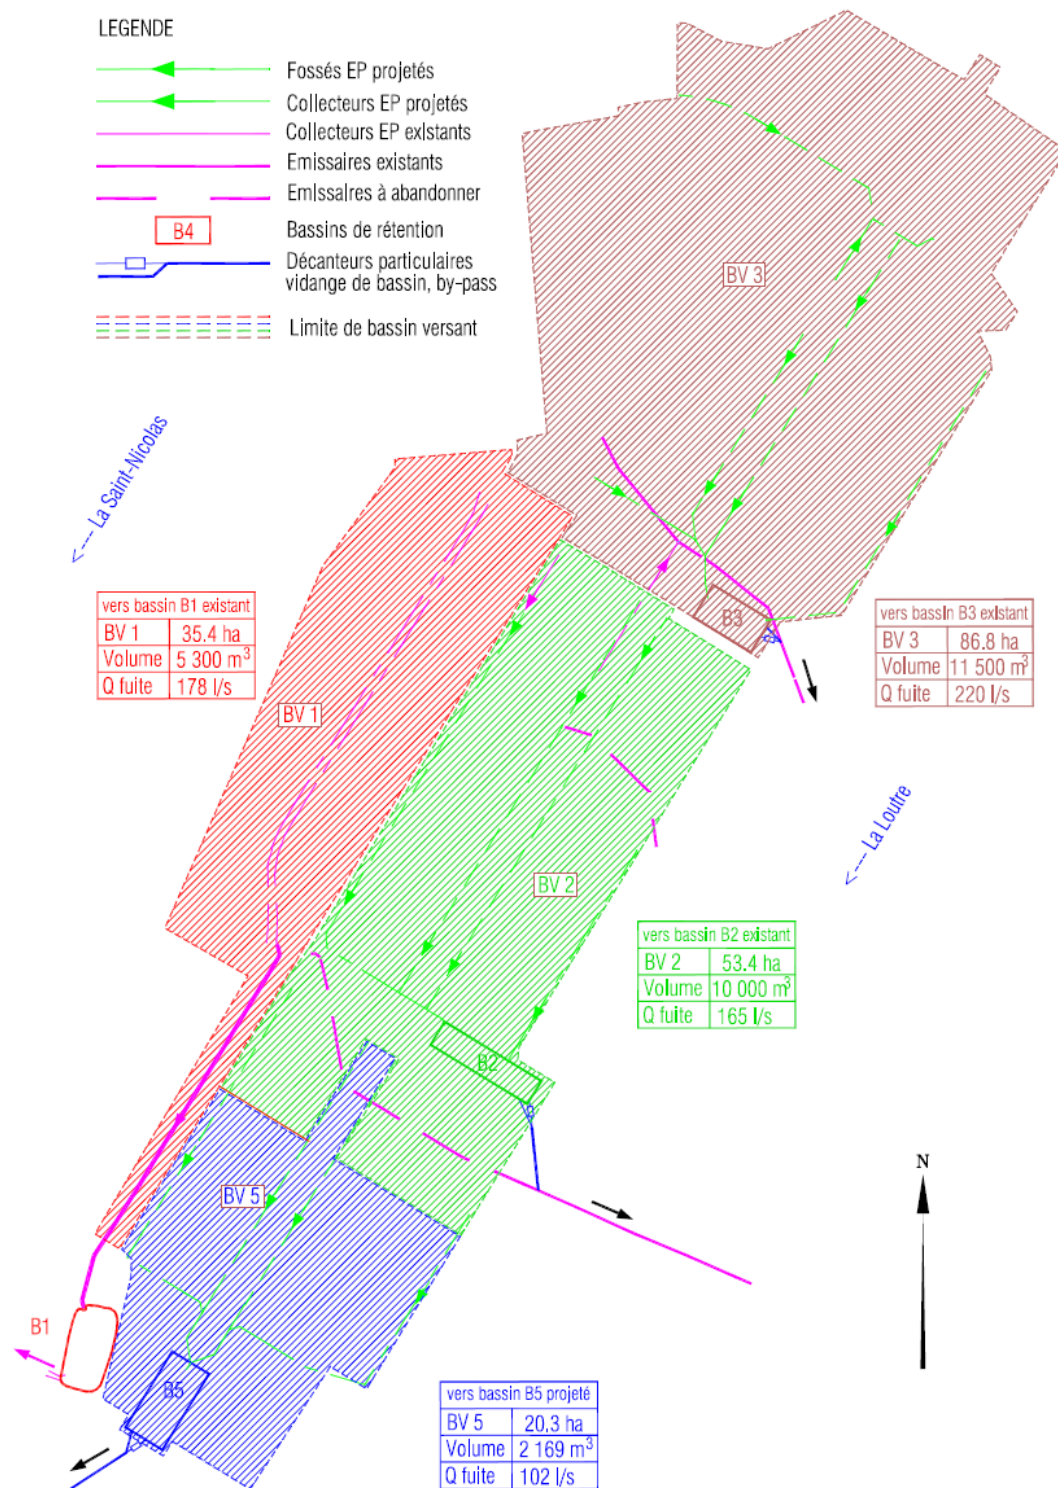 LEGENDE
Fossés EP projetés
Collecteurs EP projetés
Collecteurs EP existants
Emissaires existants
Emissaires à abandonner
B4
Bassins de rétention
Décanteurs particulaires
vidange de bassin, by-pass
Limite de bassin versant
BV 3
<--- La Saint-Nicolas
vers bassin B1 existant
BV 1 35.4 ha
Volume 5 300 m³
Q fuite 178 l/s
B3
vers bassin B3 existant
BV 3 86.8 ha
Volume 11 500 m³
Q fuite 220 l/s
BV 1
<--- La Loutre
BV 2
vers bassin B2 existant
BV 2 53.4 ha
Volume 10 000 m³
Q fuite 165 l/s
B2
N
BV 5
B1
B5
vers bassin B5 projeté
BV 5 20.3 ha
Volume 2 169 m³
Q fuite 102 l/s